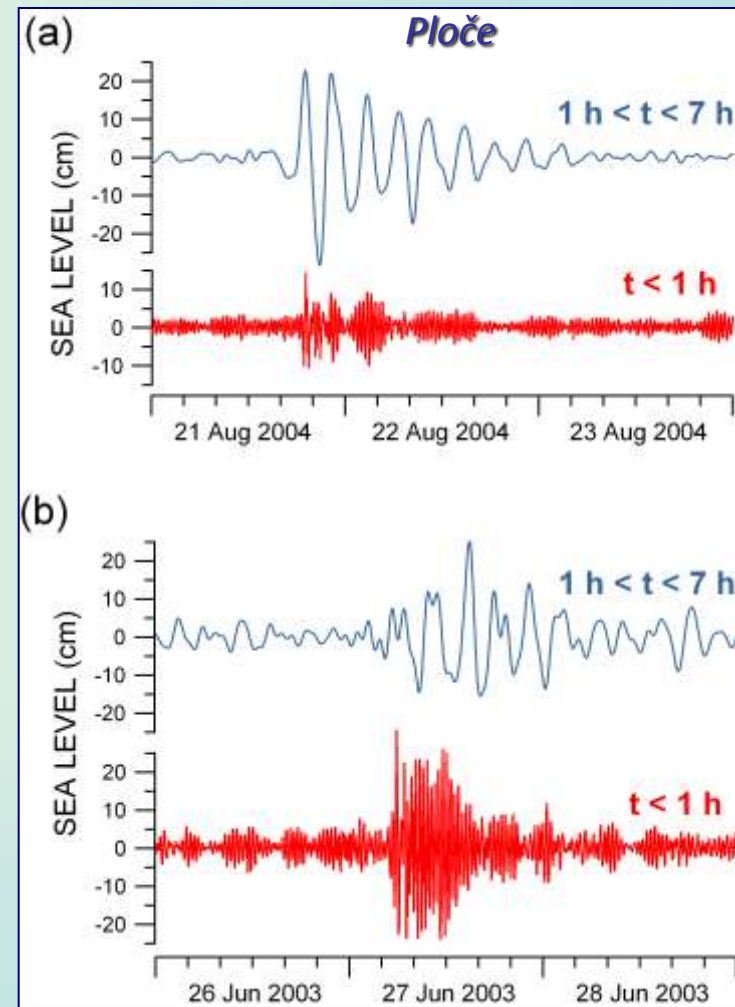 (a)
Ploče
SEA LEVEL (cm)
20
10
0
-10
-20
1 h < t < 7 h
10
0
-10
t < 1 h
21 Aug 2004 22 Aug 2004 23 Aug 2004
(b)
SEA LEVEL (cm)
20
10
0
-10
-20
1 h < t < 7 h
20
10
0
-10
-20
t < 1 h
26 Jun 2003 27 Jun 2003 28 Jun 2003